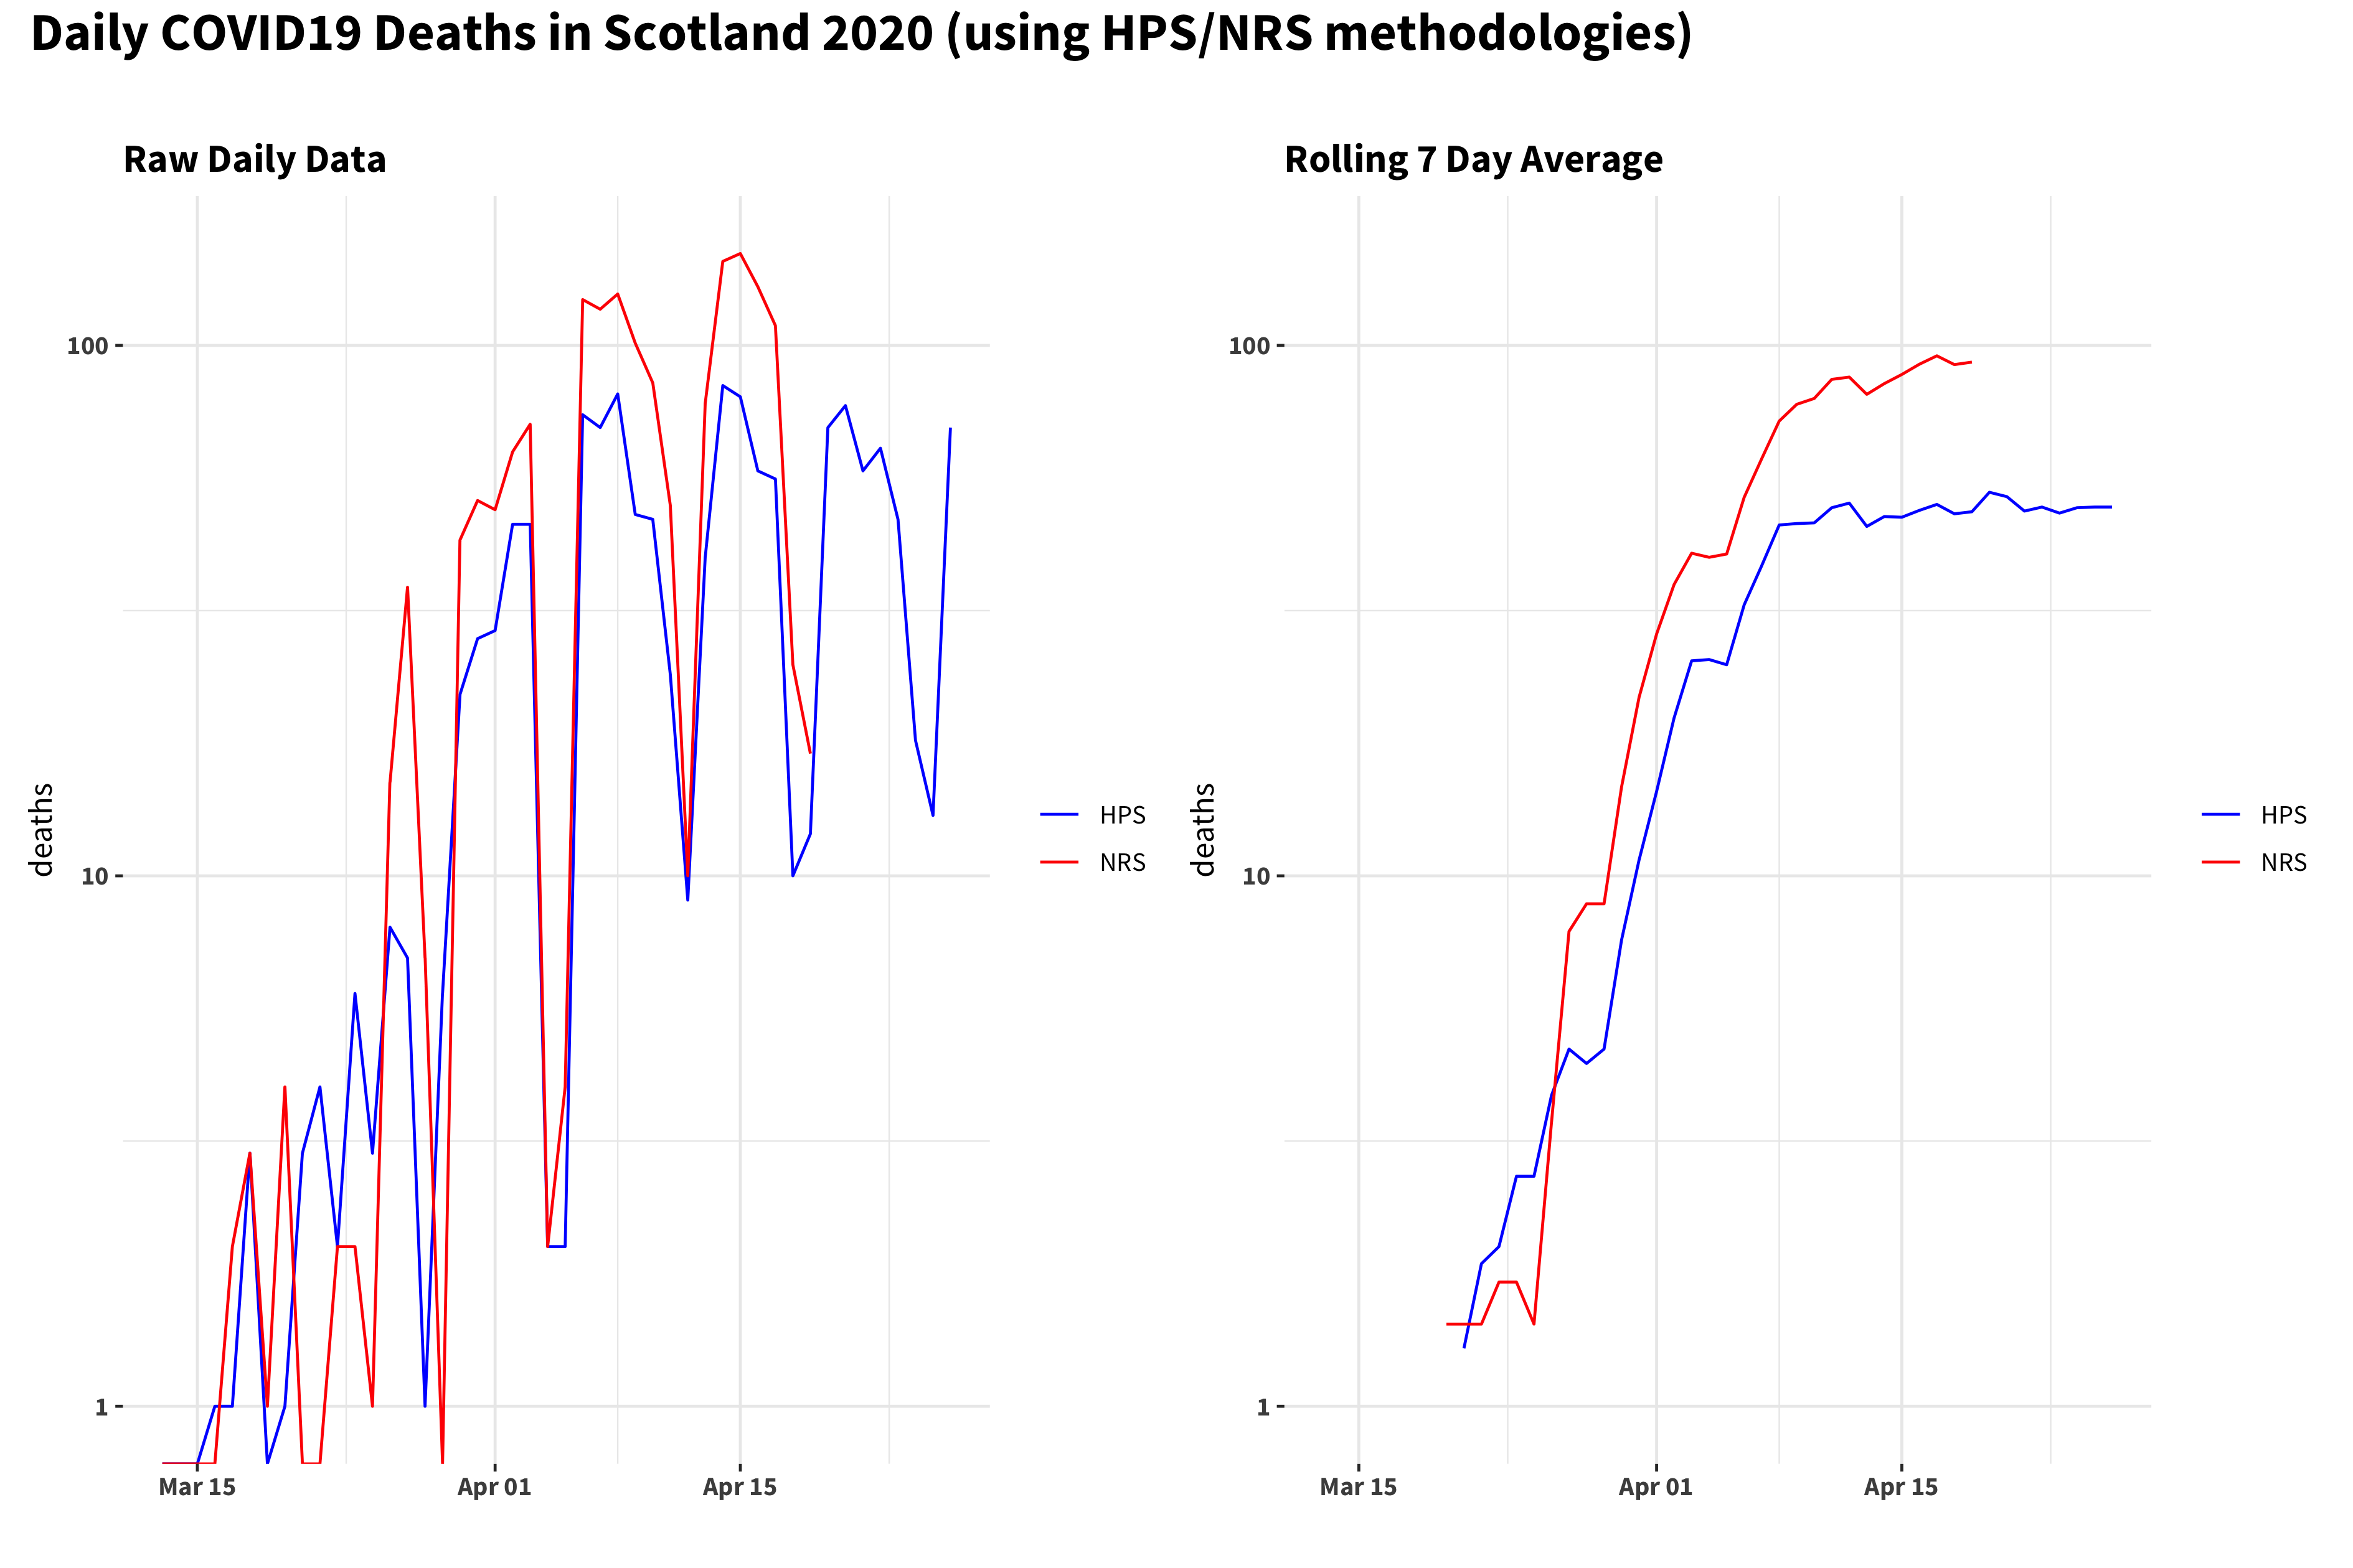 Daily COVID19 Deaths in Scotland 2020 (using HPS/NRS methodologies)
Raw Daily Data
deaths
100
10
1
Mar 15
Apr 01
Apr 15
HPS
NRS
Rolling 7 Day Average
deaths
100
10
1
Mar 15
Apr 01
Apr 15
HPS
NRS